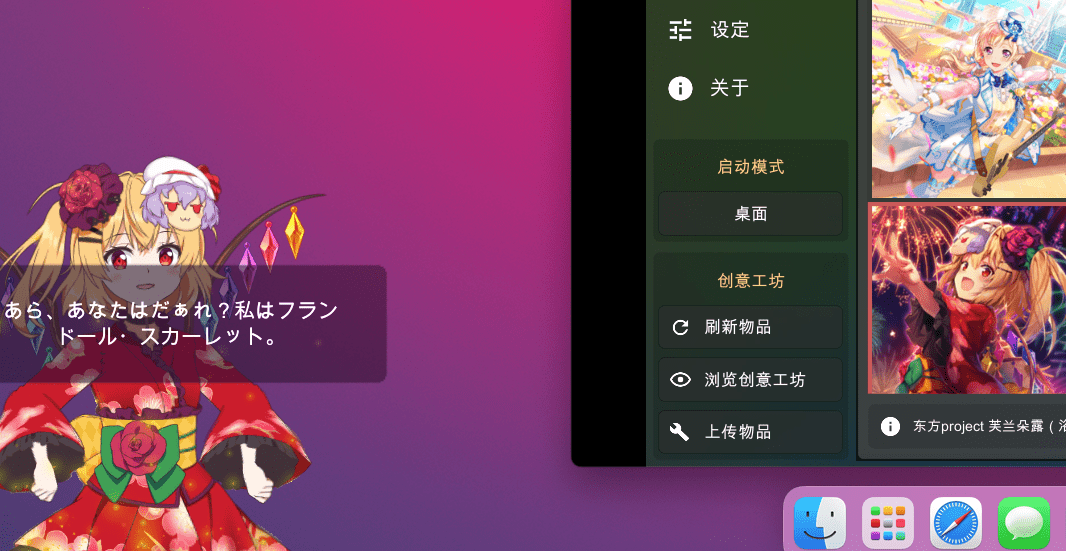 设定
关于
启动模式
桌面
创意工坊
刷新物品
浏览创意工坊
上传物品
あら、あなたはだぁれ？私はフラン
ドール· スカーレット。
东方project 芙兰朵露（